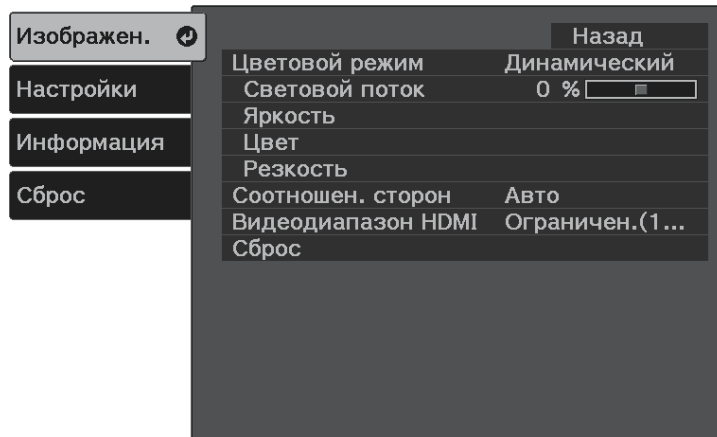 Изображен.
Настройки
Информация
Сброс
Назад
Цветовой режим Динамический
Световой поток 0 %
Яркость
Цвет
Резкость
Соотношен. сторон Авто
Видеодиапазон HDMI Ограничен.(1...
Сброс